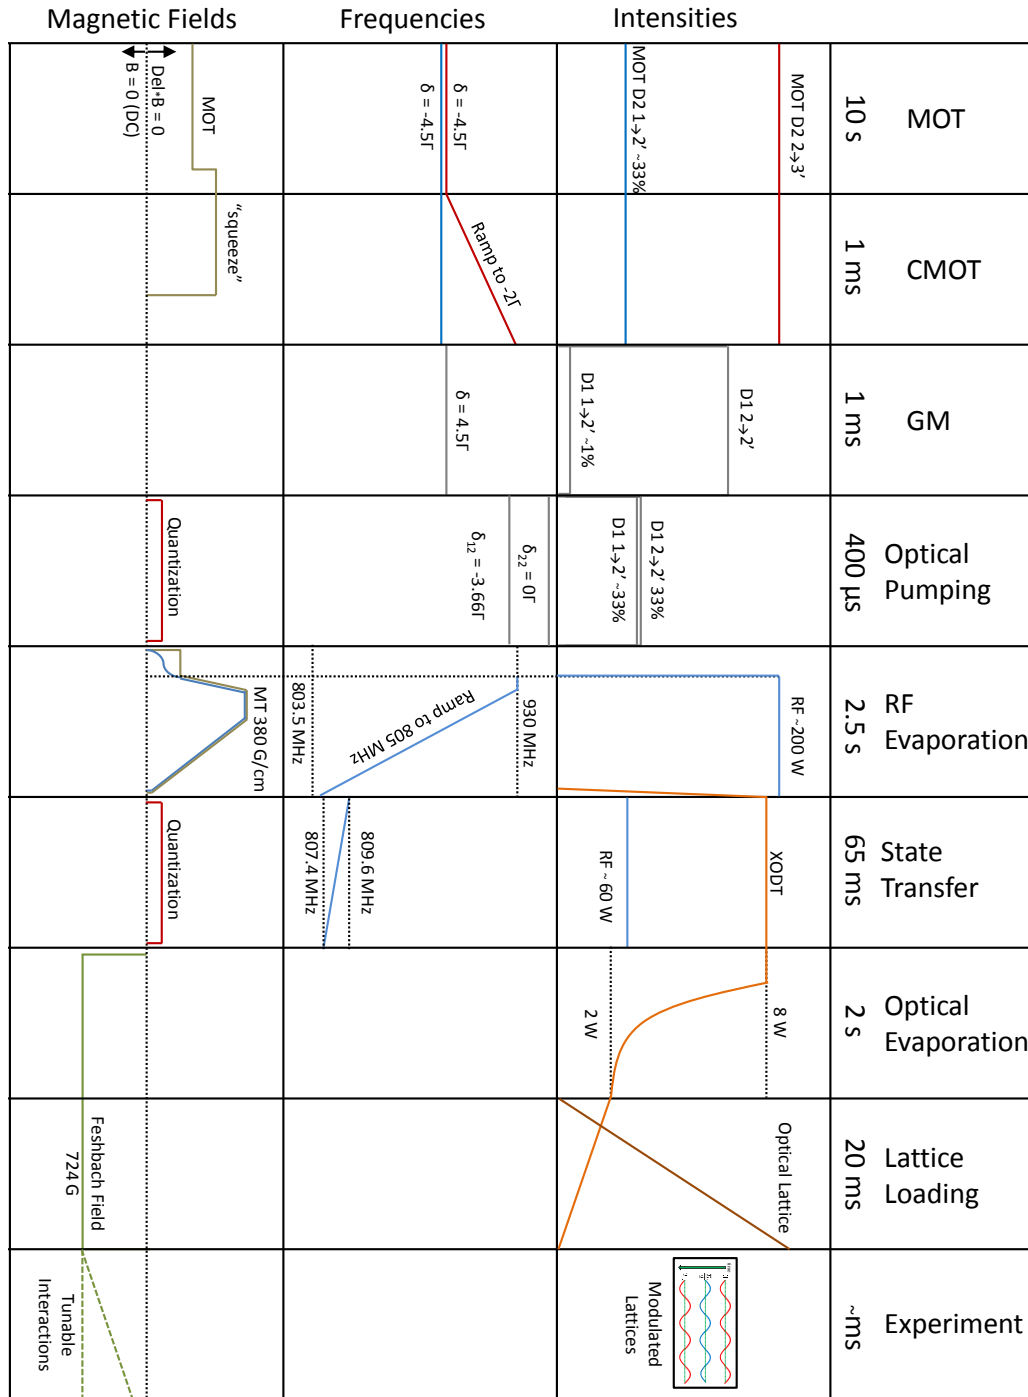 Magnetic Fields
Frequencies
Intensities
B = 0 (DC)
Del*B = 0
MOT
δ = -4.5Γ
δ = -4.5Γ
MOT D2 1→2’ ~33%
MOT D2 2→3’
10 s
MOT
“squeeze”
Ramp to -2Γ
1 ms
CMOT
δ = 4.5Γ
D1 1→2’ ~1%
D1 2→2’
1 ms
GM
Quantization
δ12 = -3.66Γ
δ22 = 0Γ
D1 1→2’ ~33%
D1 2→2’ 33%
400 µs
Optical
Pumping
MT 380 G/cm
803.5 MHz
Ramp to 805 MHz
930 MHz
RF ~200 W
2.5 s
RF
Evaporation
Quantization
807.4 MHz
809.6 MHz
RF ~ 60 W
XODT
65 ms
State
Transfer
2 W
8 W
2 s
Optical
Evaporation
Feshbach Field
724 G
Optical Lattice
20 ms
Lattice
Loading
Tunable
Interactions
Modulated
Lattices
~ms
Experiment